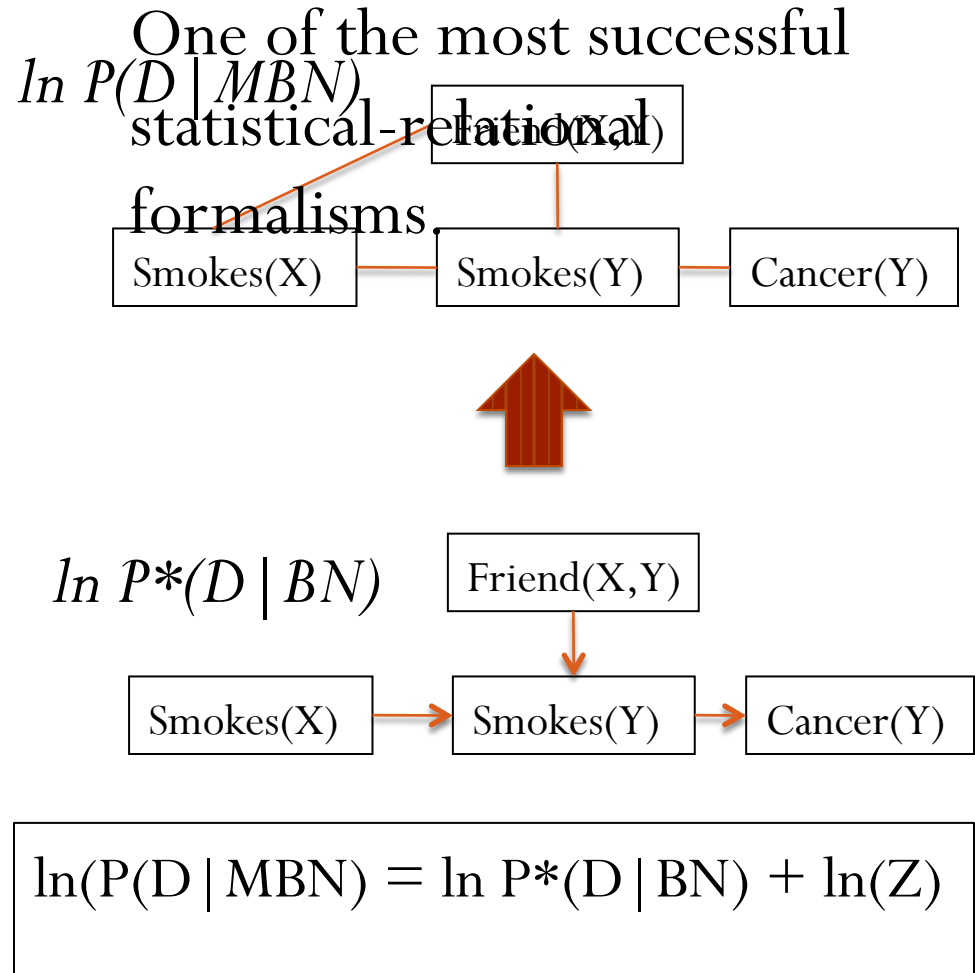 One of the most successful
ln P(D|MBN)
statistical-relational
Friend(X,Y)
formalisms.
Smokes(X) Smokes(Y) Cancer(Y)
ln P*(D|BN)
Friend(X,Y)
Smokes(X) Smokes(Y) Cancer(Y)
ln(P(D|MBN) = ln P*(D|BN) + ln(Z)